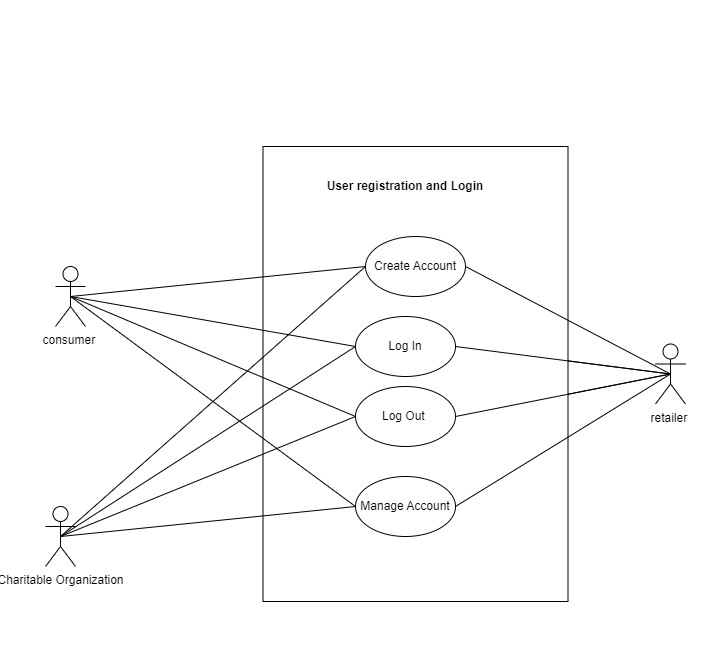 User registration and Login
Create Account
Log In
consumer
Log Out
retailer
Manage Account
Charitable Organization